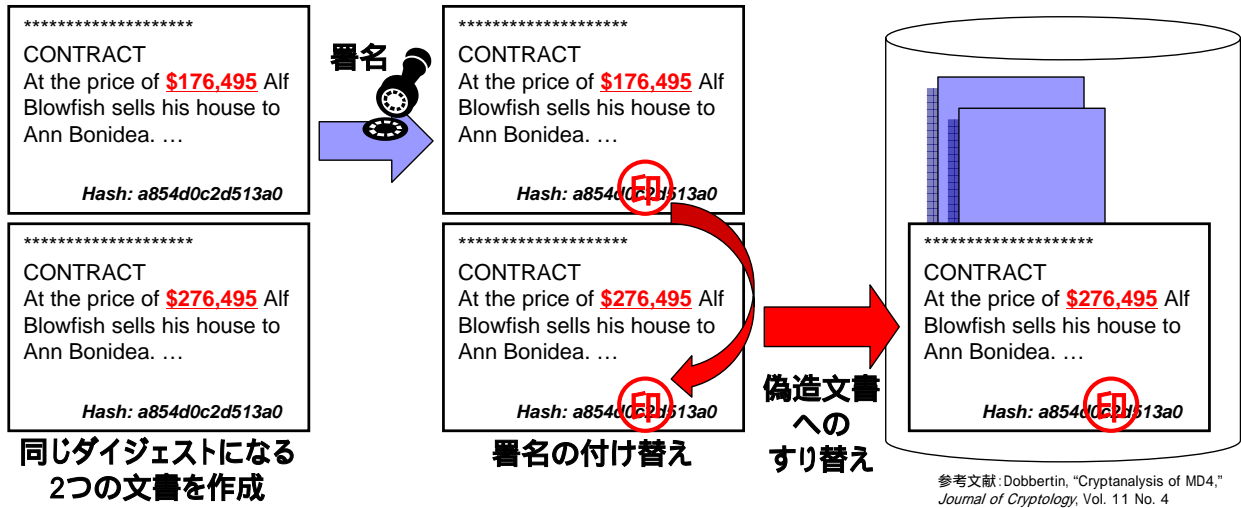 ********************
CONTRACT
At the price of $176,495 Alf
Blowfish sells his house to
Ann Bonidea. …
Hash: a854d0c2d513a0
署名
********************
CONTRACT
At the price of $176,495 Alf
Blowfish sells his house to
Ann Bonidea. …
Hash: a854d0c2d513a0
印
********************
CONTRACT
At the price of $276,495 Alf
Blowfish sells his house to
Ann Bonidea. …
Hash: a854d0c2d513a0
同じダイジェストになる
2つの文書を作成
********************
CONTRACT
At the price of $276,495 Alf
Blowfish sells his house to
Ann Bonidea. …
Hash: a854d0c2d513a0
印
署名の付け替え
偽造文書
への
すり替え
********************
CONTRACT
At the price of $276,495 Alf
Blowfish sells his house to
Ann Bonidea. …
Hash: a854d0c2d513a0
印
参考文献:Dobbertin, “Cryptanalysis of MD4,”
Journal of Cryptology, Vol. 11 No. 4